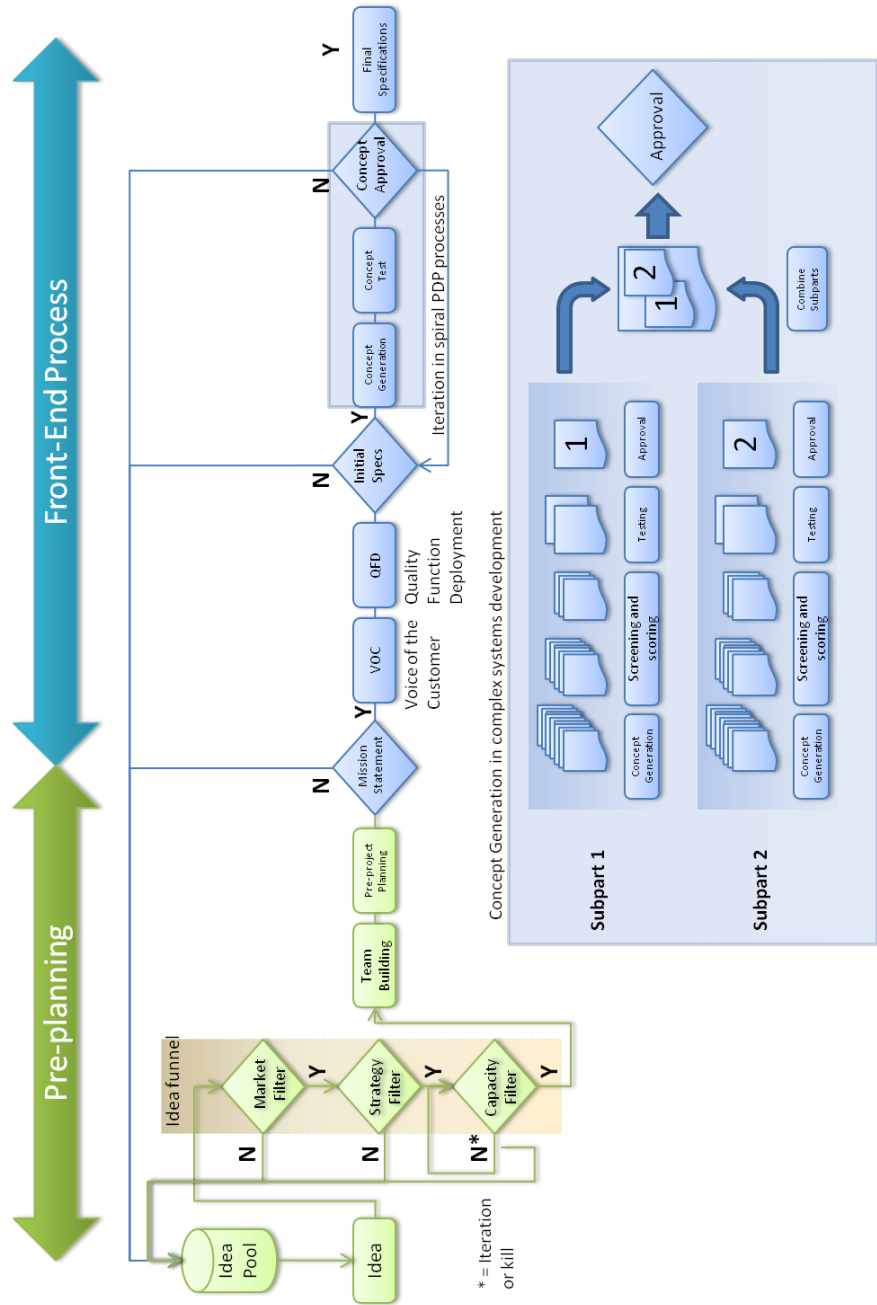 Pre-planning
Front-End Process
Idea
Pool
Idea
* = Iteration
or kill
Idea funnel
Market
Filter
N
Y
Strategy
Filter
N
Y
Capacity
Filter
N*
Y
Team
Building
Pre-project
Planning
Mission
Statement
N
Y
VOC
Voice of the
Customer
QFD
Quality
Function
Deployment
Initial
Specs
N
Y
Concept
Generation
Concept
Test
Concept
Approval
N
Iteration in spiral PDP processes
Y
Final
Specifications
Concept Generation in complex systems development
Subpart 1
1
Concept
Generation
Screening and
scoring
Testing
Approval
Subpart 2
2
Concept
Generation
Screening and
scoring
Testing
Approval
1
2
Combine
Subparts
Approval